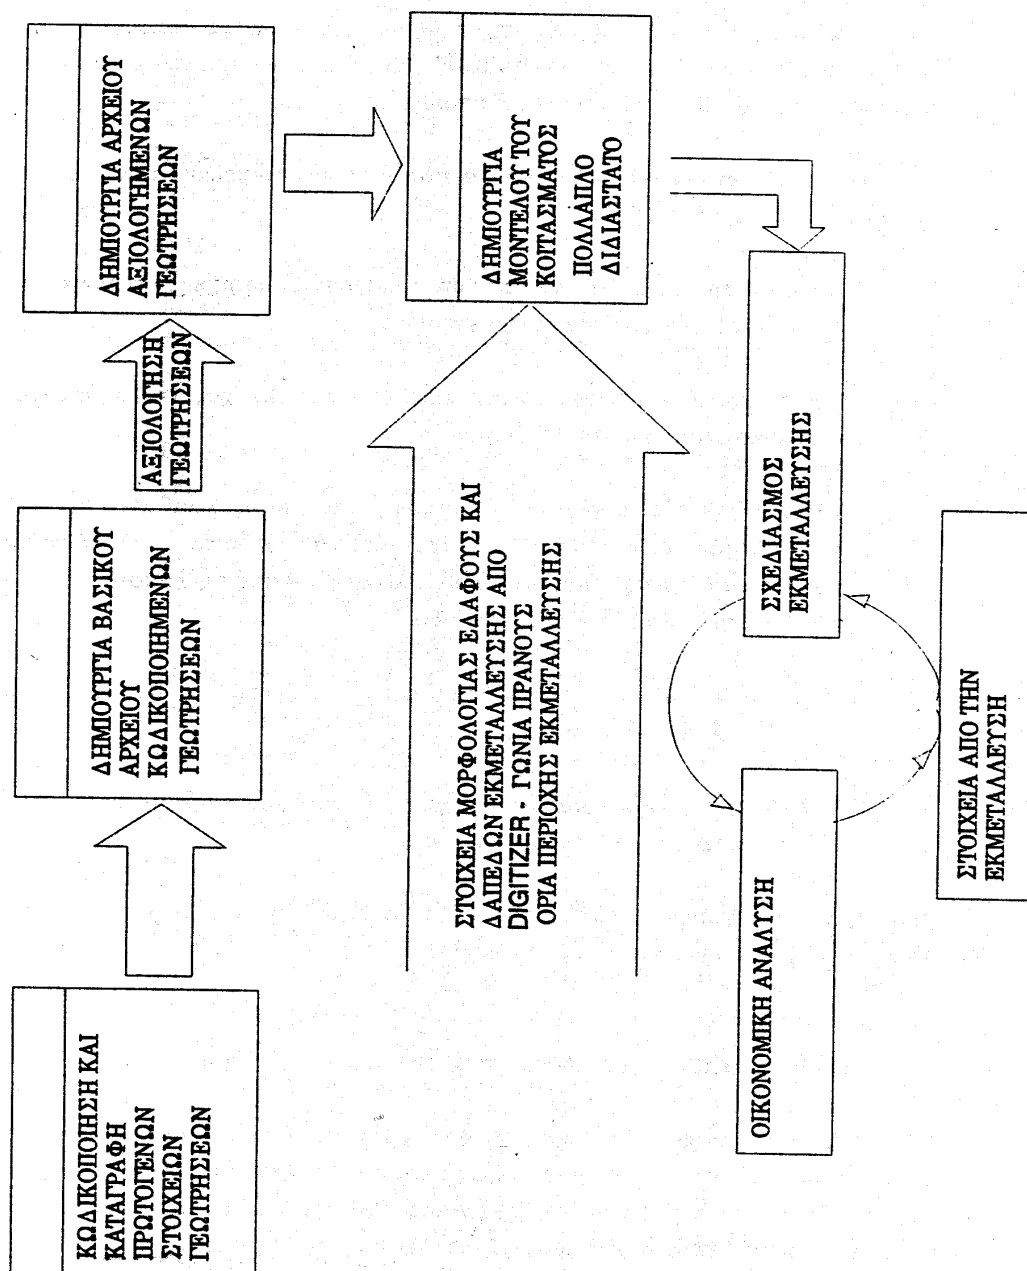 ΚΩΔΙΚΟΠΟΙΗΣΗ ΚΑΙ
ΚΑΤΑΓΡΑΦΗ
ΠΡΩΤΟΓΕΝΩΝ
ΣΤΟΙΧΕΙΩΝ
ΓΕΩΤΡΗΣΕΩΝ
ΔΗΜΙΟΥΡΓΙΑ ΒΑΣΙΚΟΥ
ΑΡΧΕΙΟΥ
ΚΩΔΙΚΟΠΟΙΗΜΕΝΩΝ
ΓΕΩΤΡΗΣΕΩΝ
ΑΞΙΟΛΟΓΗΣΗ
ΓΕΩΤΡΗΣΕΩΝ
ΔΗΜΙΟΥΡΓΙΑ ΑΡΧΕΙΟΥ
ΑΞΙΟΛΟΓΗΜΕΝΩΝ
ΓΕΩΤΡΗΣΕΩΝ
ΣΤΟΙΧΕΙΑ ΜΟΡΦΟΛΟΓΙΑΣ ΕΔΑΦΟΥΣ ΚΑΙ
ΔΑΠΕΔΩΝ ΕΚΜΕΤΑΛΛΕΥΣΗΣ ΑΠΟ
DIGITIZER - ΓΩΝΙΑ ΠΡΑΝΟΥΣ
ΟΡΙΑ ΠΕΡΙΟΧΗΣ ΕΚΜΕΤΑΛΛΕΥΣΗΣ
ΔΗΜΙΟΥΡΓΙΑ
ΜΟΝΤΕΛΟΥ ΤΟΥ
ΚΟΙΤΑΣΜΑΤΟΣ
ΠΟΛΛΑΠΛΟ
ΔΙΔΙΑΣΤΑΤΟ
ΣΧΕΔΙΑΣΜΟΣ
ΕΚΜΕΤΑΛΛΕΥΣΗΣ
ΟΙΚΟΝΟΜΙΚΗ ΑΝΑΛΥΣΗ
ΣΤΟΙΧΕΙΑ ΑΠΟ ΤΗΝ
ΕΚΜΕΤΑΛΛΕΥΣΗ